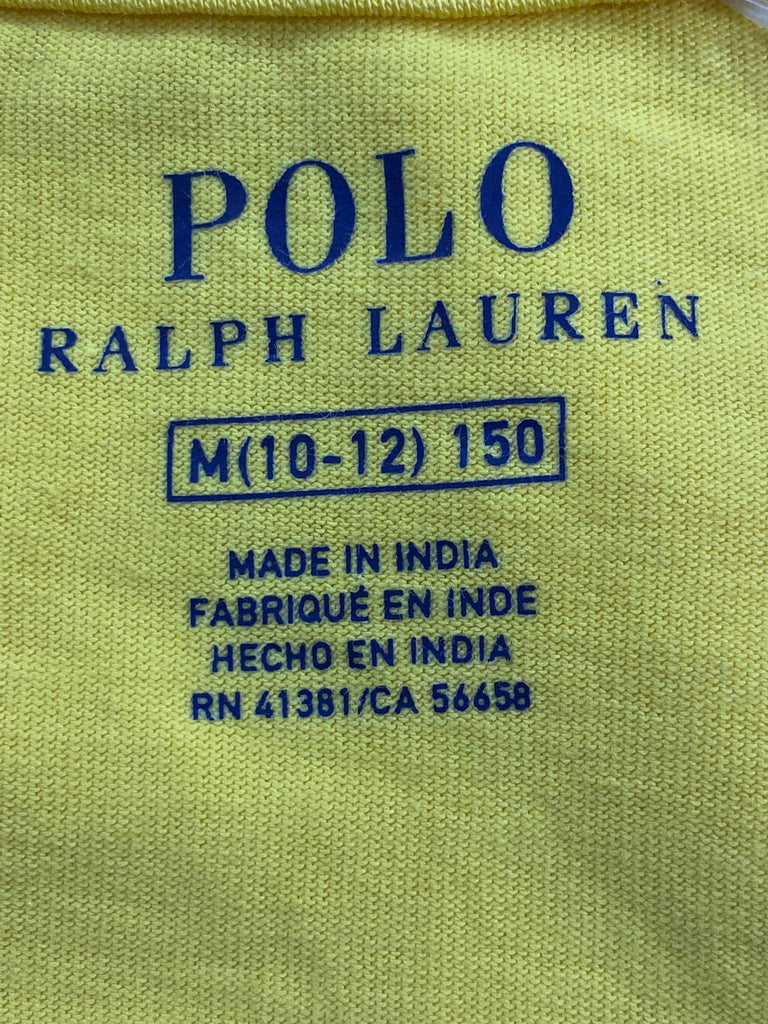 POLO
RALPH LAUREN
M(10-12) 150
MADE IN INDIA
FABRIQUÉ EN INDE
HECHO EN INDIA
RN 41381/CA 56658